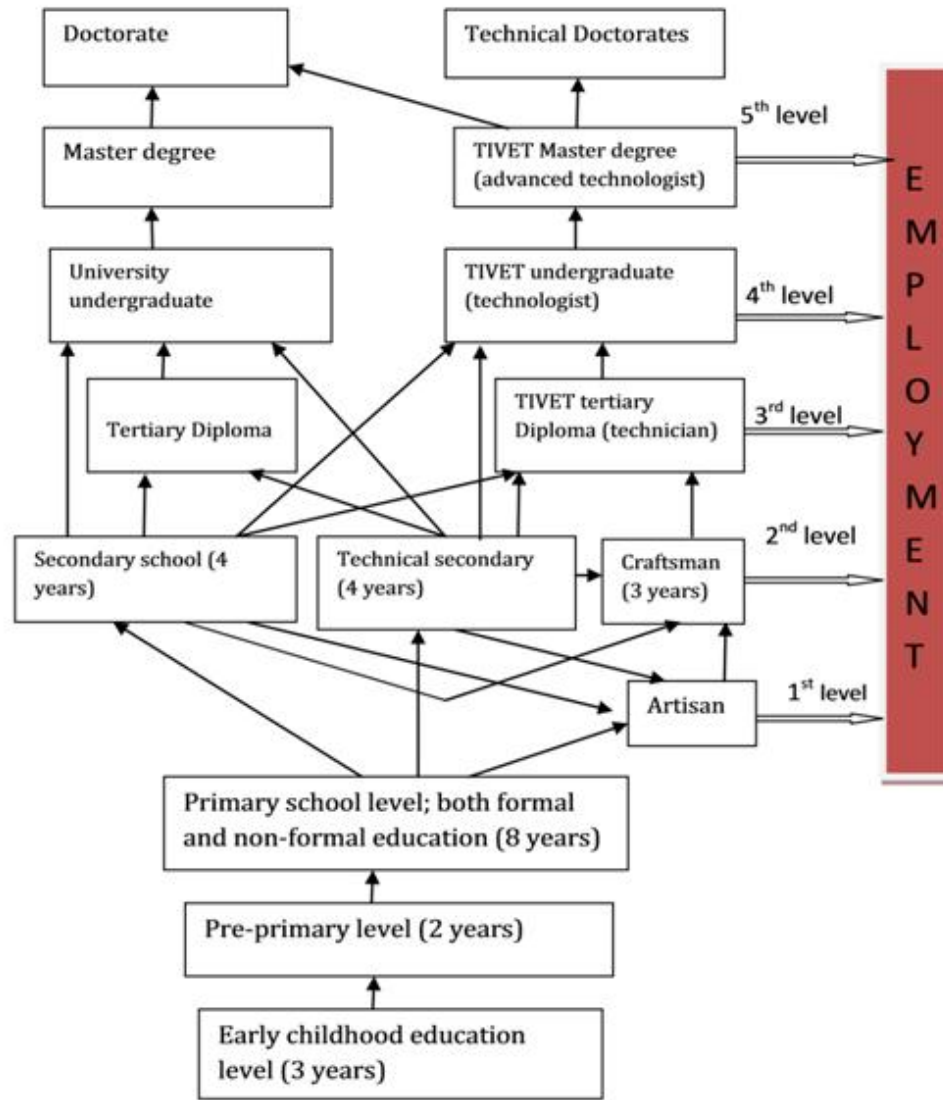 Doctorate
Technical Doctorates
5th level
Master degree
TIVET Master degree
(advanced technologist)
University
undergraduate
TIVET undergraduate
(technologist)
4th level
Tertiary Diploma
TIVET tertiary
Diploma (technician)
3rd level
Secondary school (4
years)
Technical secondary
(4 years)
Craftsman
(3 years)
2nd level
Artisan
1st level
EMPLOYMENT
Primary school level; both formal
and non-formal education (8 years)
Pre-primary level (2 years)
Early childhood education
level (3 years)